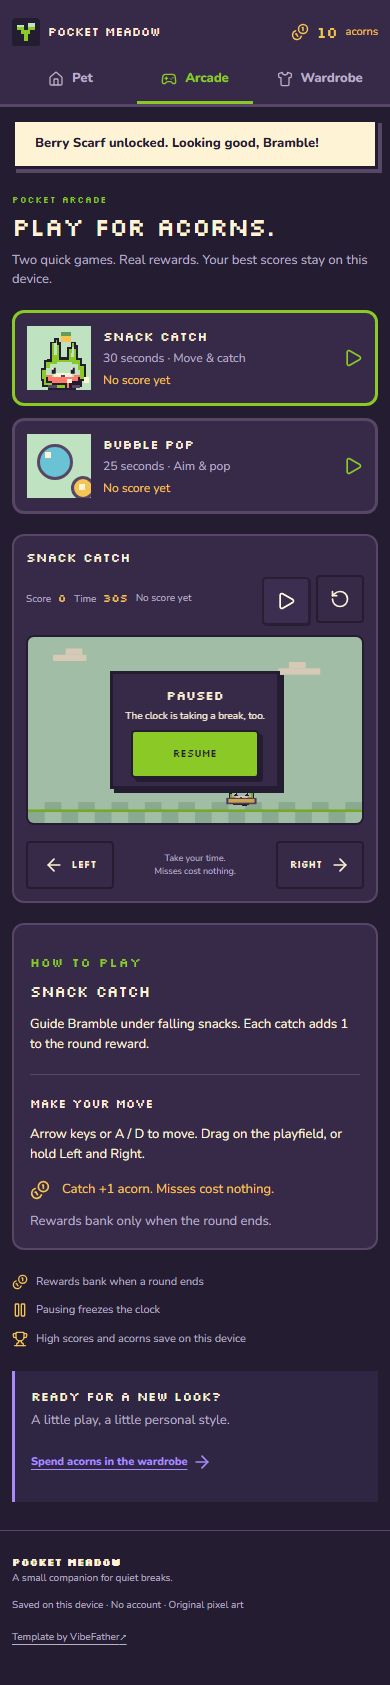 POCKET MEADOW
10 acorns
Pet
Arcade
Wardrobe
Berry Scarf unlocked. Looking good, Bramble!
POCKET ARCADE
PLAY FOR ACORNS.
Two quick games. Real rewards. Your best scores stay on this
device.
SNACK CATCH
30 seconds · Move & catch
No score yet
BUBBLE POP
25 seconds · Aim & pop
No score yet
SNACK CATCH
Score 0 Time 30S No score yet
PAUSED
The clock is taking a break, too.
RESUME
LEFT
Take your time.
Misses cost nothing.
RIGHT
HOW TO PLAY
SNACK CATCH
Guide Bramble under falling snacks. Each catch adds 1
to the round reward.
MAKE YOUR MOVE
Arrow keys or A / D to move. Drag on the playfield, or
hold Left and Right.
Catch +1 acorn. Misses cost nothing.
Rewards bank only when the round ends.
Rewards bank when a round ends
Pausing freezes the clock
High scores and acorns save on this device
READY FOR A NEW LOOK?
A little play, a little personal style.
Spend acorns in the wardrobe
POCKET MEADOW
A small companion for quiet breaks.
Saved on this device · No account · Original pixel art
Template by VibeFather↗